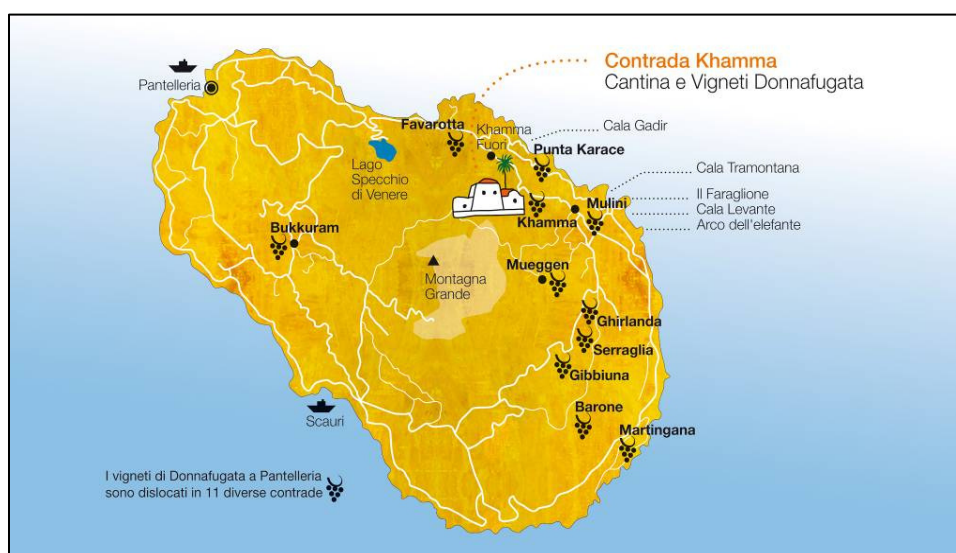 Contrada Khamma
Cantina e Vigneti Donnafugata
Pantelleria
Favarotta
Khamma
Fuori
Cala Gadir
Punta Karace
Lago
Specchio
di Venere
Cala Tramontana
Il Faraglione
Cala Levante
Arco dell'elefante
Mulini
Khamma
Bukkuram
Mueggen
Montagna
Grande
Ghirlanda
Serraglia
Gibbiuna
Barone
Scauri
Martingana
I vigneti di Donnafugata a Pantelleria
sono dislocati in 11 diverse contrade